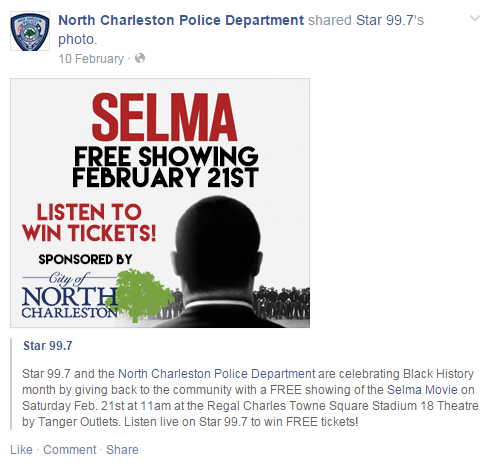 North Charleston Police Department shared Star 99.7's
photo.
10 February ·
SELMA
FREE SHOWING
FEBRUARY 21ST
LISTEN TO
WIN TICKETS!
SPONSORED BY
City of
NORTH
CHARLESTON
Star 99.7
Star 99.7 and the North Charleston Police Department are celebrating Black History
month by giving back to the community with a FREE showing of the Selma Movie on
Saturday Feb. 21st at 11am at the Regal Charles Towne Square Stadium 18 Theatre
by Tanger Outlets. Listen live on Star 99.7 to win FREE tickets!
Like · Comment · Share